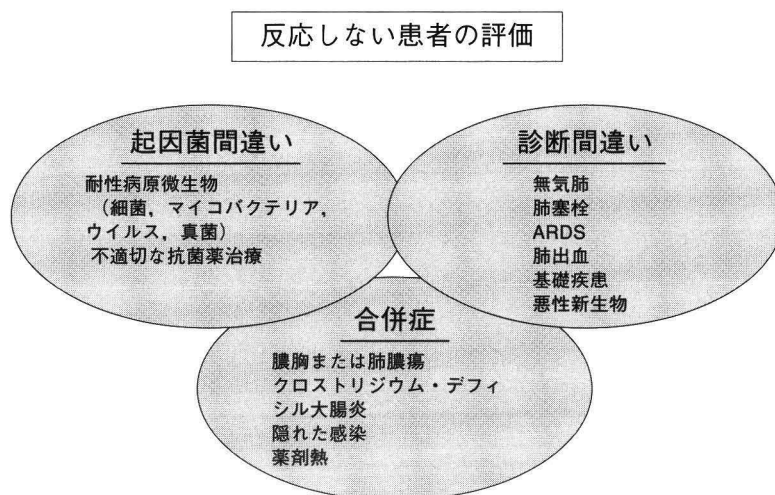 反応しない患者の評価
起因菌間違い
耐性病原微生物
（細菌，マイコバクテリア，
ウイルス，真菌）
不適切な抗菌薬治療
診断間違い
無気肺
肺塞栓
ARDS
肺出血
基礎疾患
悪性新生物
合併症
膿胸または肺膿瘍
クロストリジウム・デフィ
シル大腸炎
隠れた感染
薬剤熱